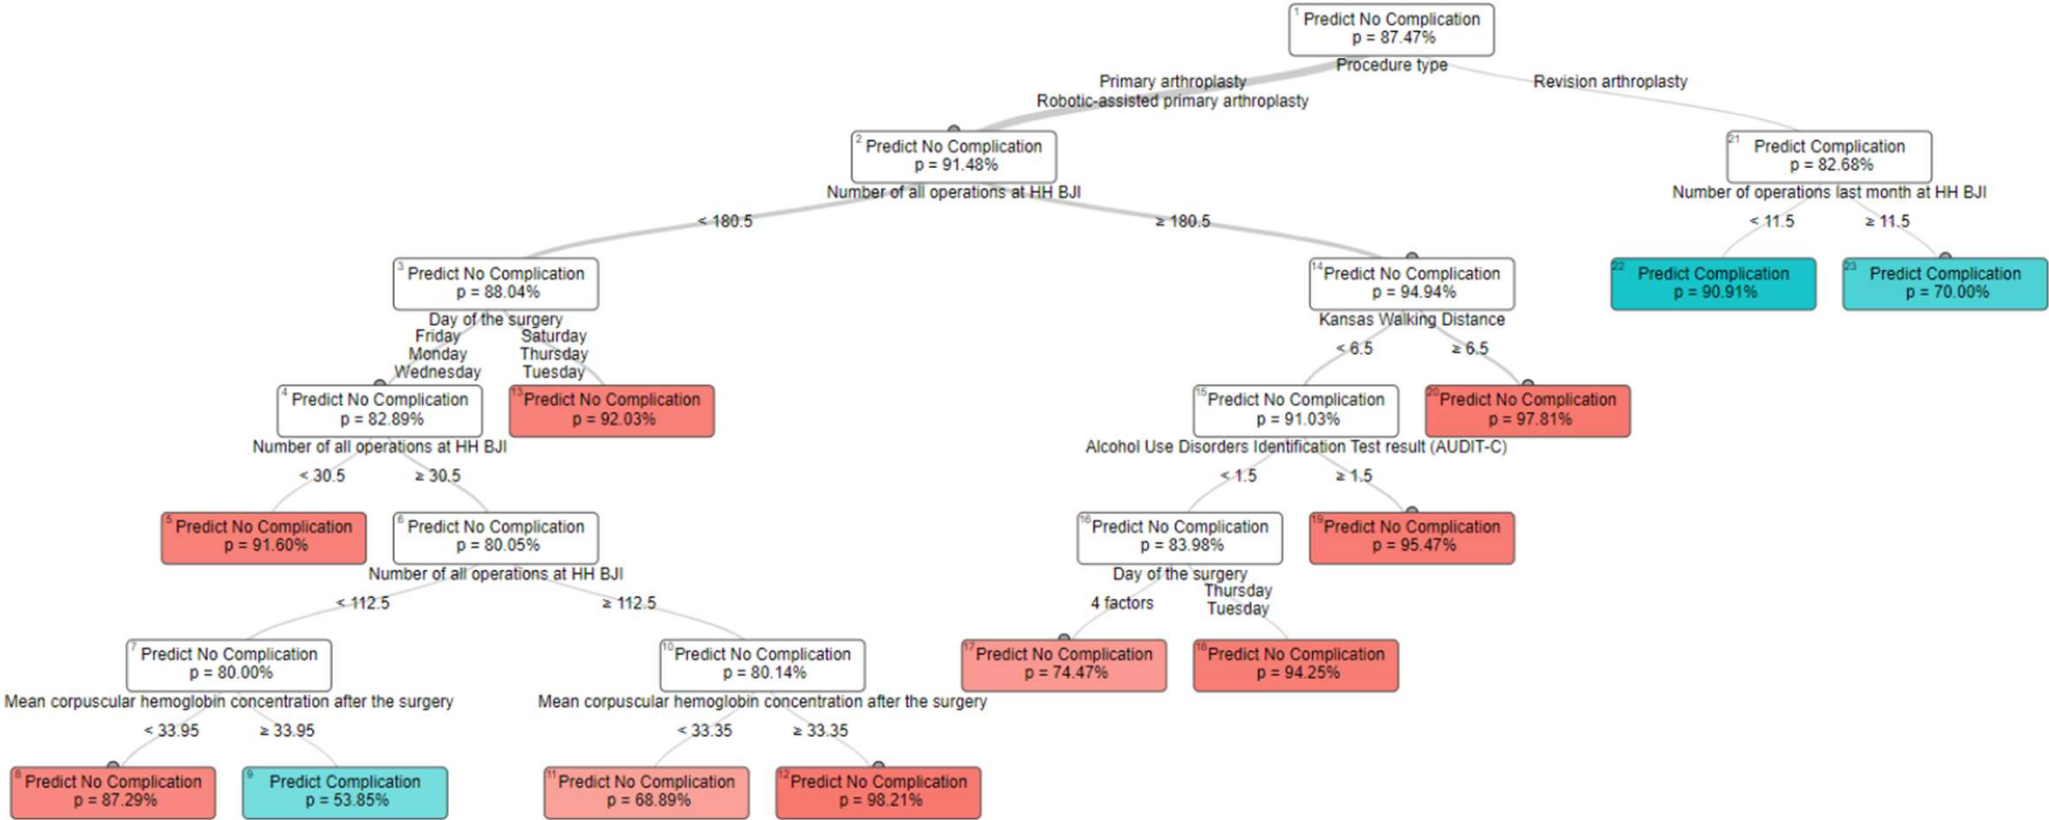 1 Predict No Complication
p = 87.47%
Procedure type
Primary arthroplasty
Robotic-assisted primary arthroplasty
Revision arthroplasty
2 Predict No Complication
p = 91.48%
Number of all operations at HH BJI
21 Predict Complication
p = 82.68%
Number of operations last month at HH BJI
< 180.5
≥ 180.5
< 11.5
≥ 11.5
3 Predict No Complication
p = 88.04%
Day of the surgery
14 Predict No Complication
p = 94.94%
Kansas Walking Distance
22 Predict Complication
p = 90.91%
23 Predict Complication
p = 70.00%
Friday
Monday
Wednesday
Saturday
Thursday
Tuesday
< 6.5
≥ 6.5
4 Predict No Complication
p = 82.89%
Number of all operations at HH BJI
13 Predict No Complication
p = 92.03%
15 Predict No Complication
p = 91.03%
Alcohol Use Disorders Identification Test result (AUDIT-C)
20 Predict No Complication
p = 97.81%
< 30.5
≥ 30.5
< 1.5
≥ 1.5
5 Predict No Complication
p = 91.60%
6 Predict No Complication
p = 80.05%
Number of all operations at HH BJI
16 Predict No Complication
p = 83.98%
Day of the surgery
19 Predict No Complication
p = 95.47%
< 112.5
≥ 112.5
4 factors
Thursday
Tuesday
7 Predict No Complication
p = 80.00%
Mean corpuscular hemoglobin concentration after the surgery
10 Predict No Complication
p = 80.14%
Mean corpuscular hemoglobin concentration after the surgery
17 Predict No Complication
p = 74.47%
18 Predict No Complication
p = 94.25%
< 33.95
≥ 33.95
< 33.35
≥ 33.35
8 Predict No Complication
p = 87.29%
9 Predict Complication
p = 53.85%
11 Predict No Complication
p = 68.89%
12 Predict No Complication
p = 98.21%